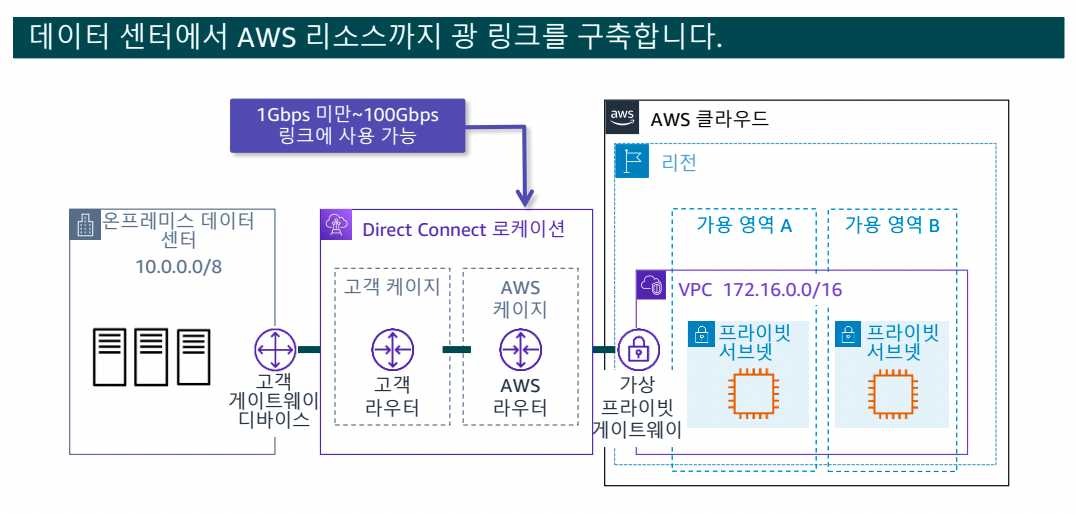 데이터 센터에서 AWS 리소스까지 광 링크를 구축합니다.
1Gbps 미만~100Gbps
링크에 사용 가능
aws
AWS 클라우드
리전
온프레미스 데이터
센터
10.0.0.0/8
Direct Connect 로케이션
가용 영역 A
가용 영역 B
고객 케이지
AWS
케이지
VPC 172.16.0.0/16
프라이빗
서브넷
프라이빗
서브넷
고객
게이트웨이
디바이스
고객
라우터
AWS
라우터
가상
프라이빗
게이트웨이